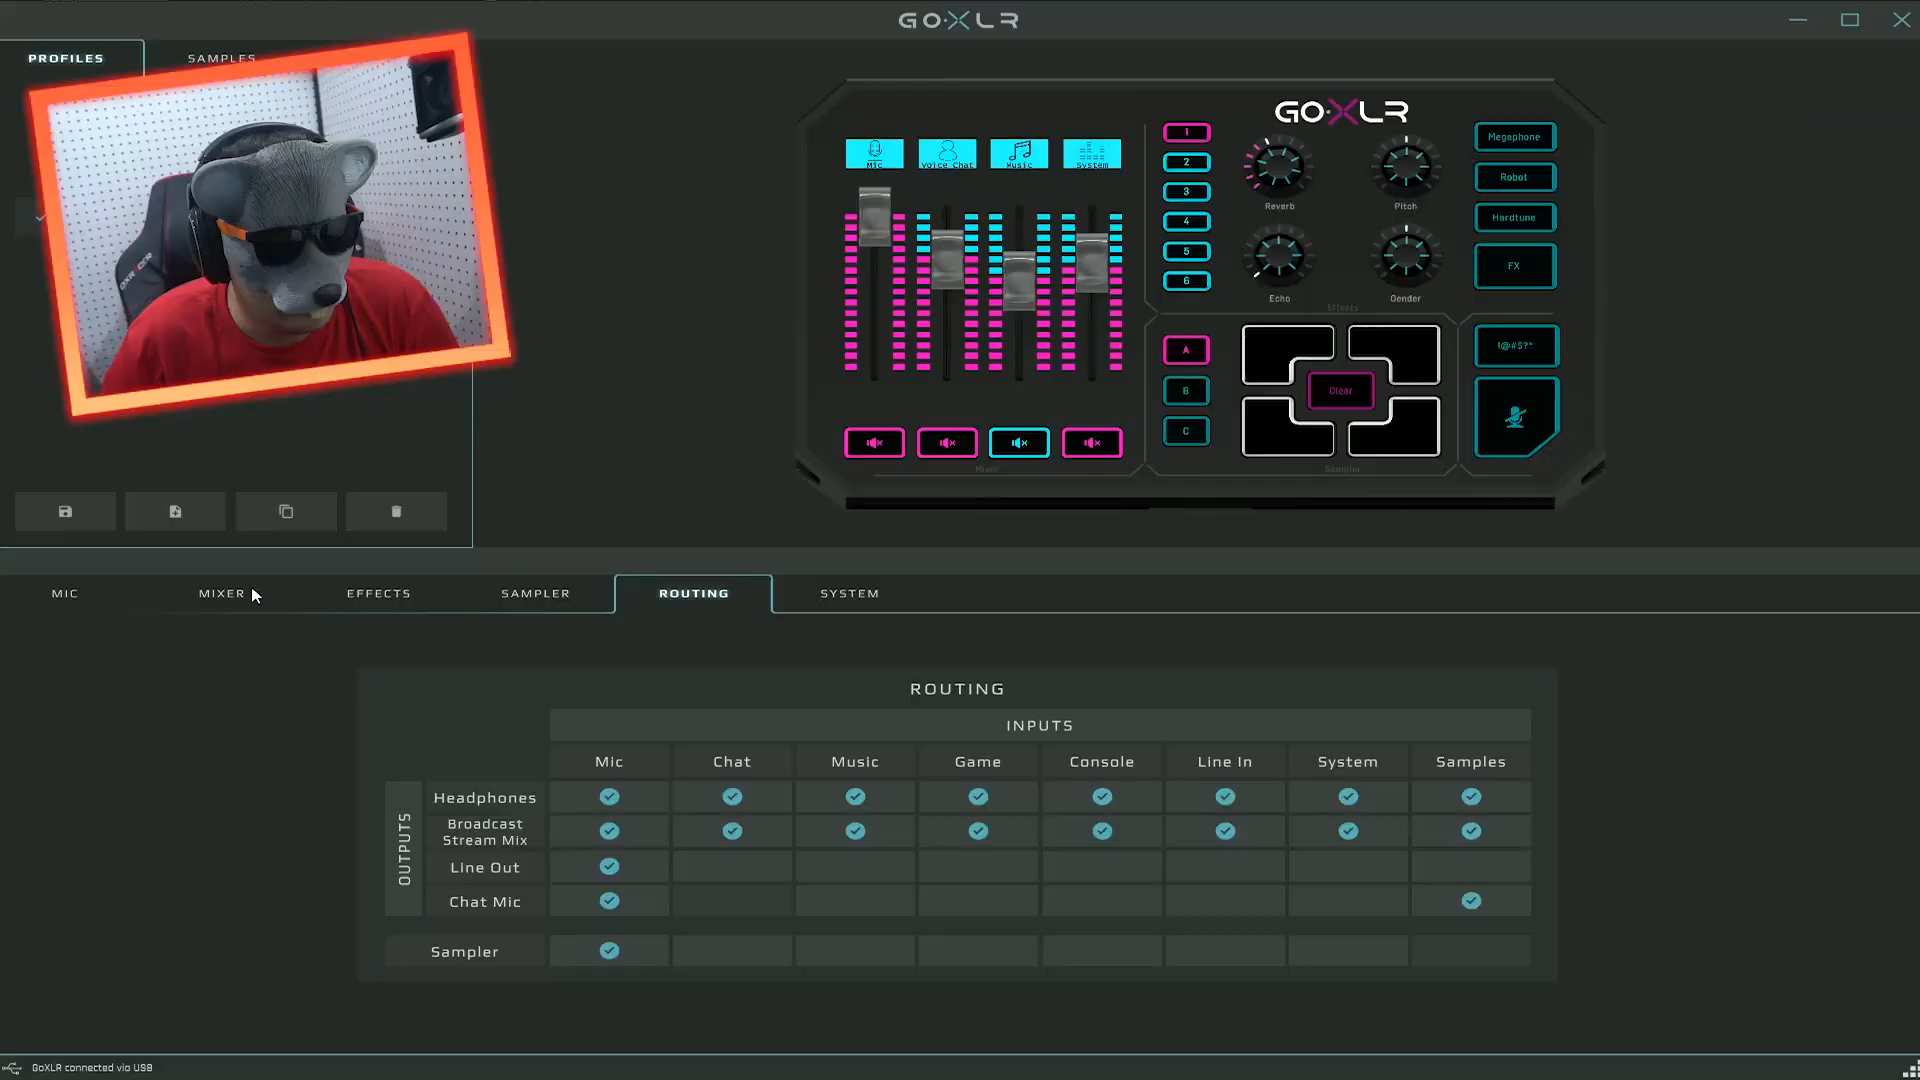 GO·XLR
PROFILES
SAMPLES
GO·XLR
Mic
Voice Chat
Music
System
1
2
3
4
5
6
Reverb
Pitch
Echo
Gender
Effects
Megaphone
Robot
Hardtune
FX
A
B
C
Clear
!@#$?*
Mixer
Sampler
MIC
MIXER
EFFECTS
SAMPLER
ROUTING
SYSTEM
ROUTING
INPUTS
Mic
Chat
Music
Game
Console
Line In
System
Samples
OUTPUTS
Headphones
Broadcast
Stream Mix
Line Out
Chat Mic
Sampler
GoXLR connected via USB